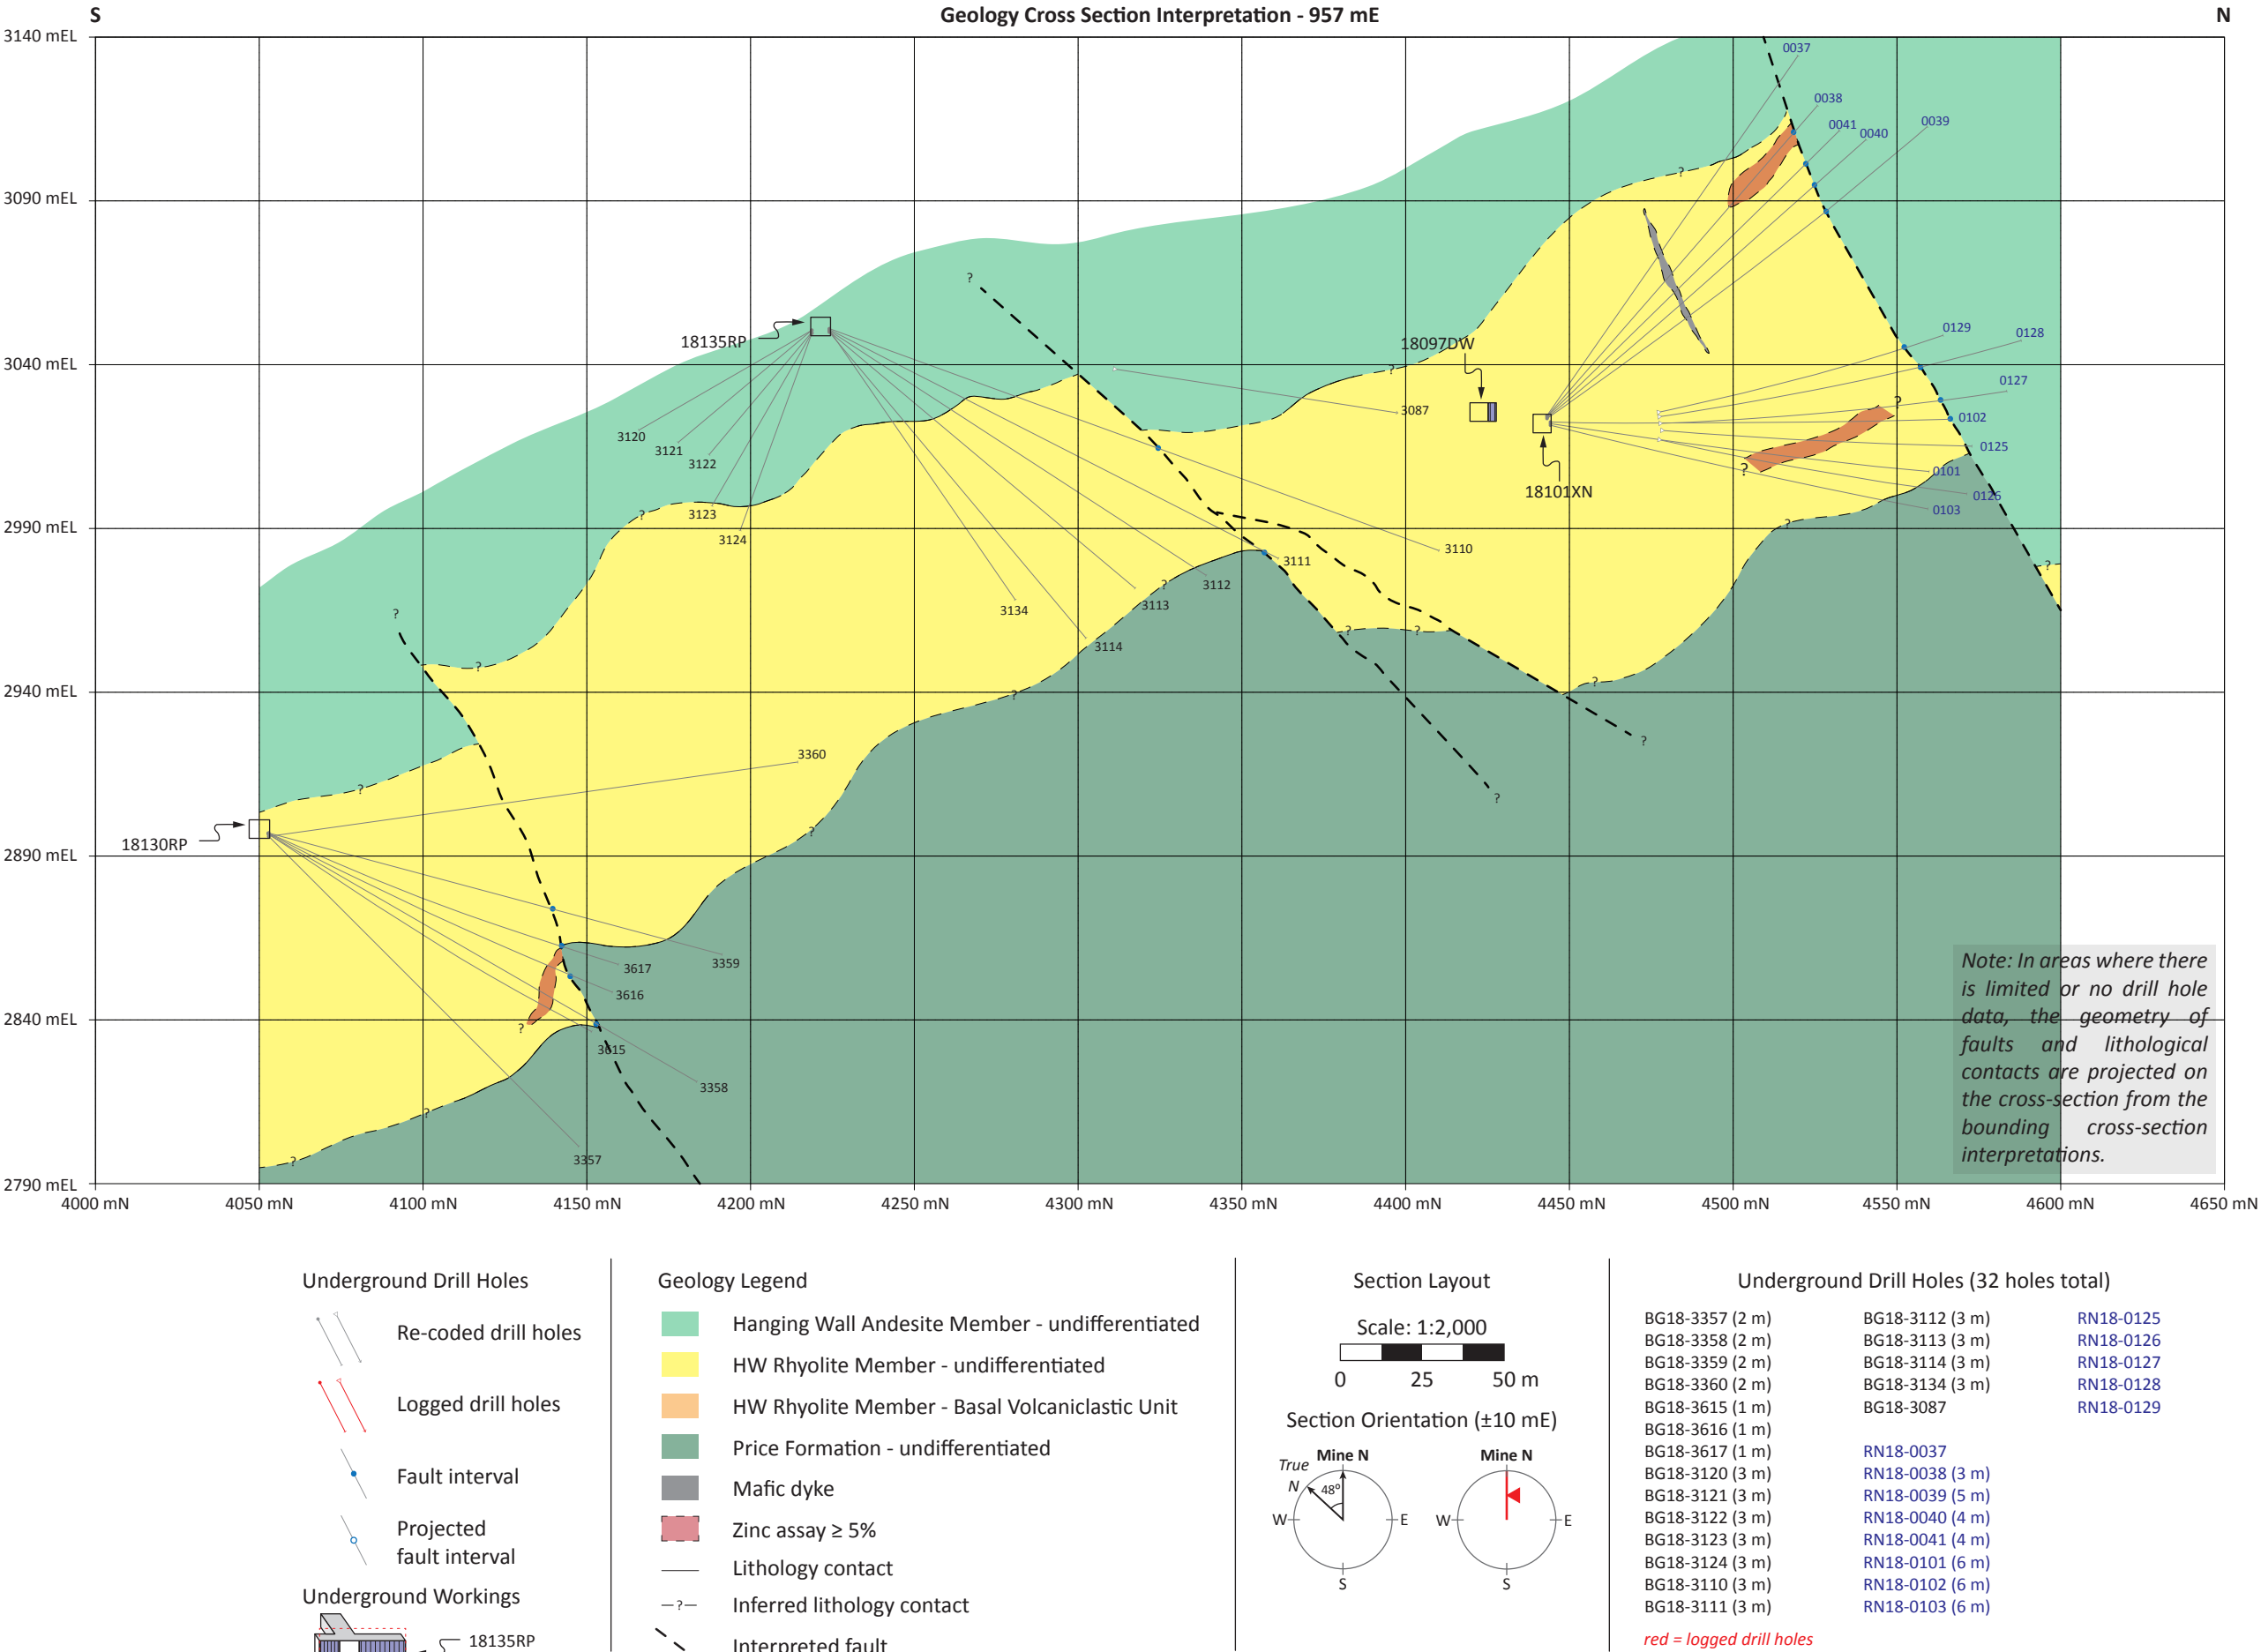 S
Geology Cross Section Interpretation - 957 mE
N
3140 mEL
3090 mEL
3040 mEL
2990 mEL
2940 mEL
2890 mEL
2840 mEL
2790 mEL
0037
0038
0041
0040
0039
?
?
18135RP
18097DW
0129
0128
0127
?
0102
0125
0101
0126
0103
?
18101XN
?
3087
3120
3121
3122
3123
3124
?
3110
3111
3112
3113
3134
3114
?
?
?
?
?
?
?
?
?
?
?
?
3360
?
18130RP
?
3359
3617
3616
?
3615
3358
3357
?
?
Note: In areas where there
is limited or no drill hole
data, the geometry of
faults and lithological
contacts are projected on
the cross-section from the
bounding cross-section
interpretations.
4000 mN 4050 mN 4100 mN 4150 mN 4200 mN 4250 mN 4300 mN 4350 mN 4400 mN 4450 mN 4500 mN 4550 mN 4600 mN 4650 mN
Underground Drill Holes
Re-coded drill holes
Logged drill holes
Fault interval
Projected
fault interval
Underground Workings
18135RP
Geology Legend
Hanging Wall Andesite Member - undifferentiated
HW Rhyolite Member - undifferentiated
HW Rhyolite Member - Basal Volcaniclastic Unit
Price Formation - undifferentiated
Mafic dyke
Zinc assay ≥ 5%
Lithology contact
—?— Inferred lithology contact
Interpreted fault
Section Layout
Scale: 1:2,000
0 25 50 m
Section Orientation (±10 mE)
Mine N
True
N
48°
W
E
S
Mine N
W
E
S
Underground Drill Holes (32 holes total)
BG18-3357 (2 m)
BG18-3358 (2 m)
BG18-3359 (2 m)
BG18-3360 (2 m)
BG18-3615 (1 m)
BG18-3616 (1 m)
BG18-3617 (1 m)
BG18-3120 (3 m)
BG18-3121 (3 m)
BG18-3122 (3 m)
BG18-3123 (3 m)
BG18-3124 (3 m)
BG18-3110 (3 m)
BG18-3111 (3 m)
BG18-3112 (3 m)
BG18-3113 (3 m)
BG18-3114 (3 m)
BG18-3134 (3 m)
BG18-3087
RN18-0037
RN18-0038 (3 m)
RN18-0039 (5 m)
RN18-0040 (4 m)
RN18-0041 (4 m)
RN18-0101 (6 m)
RN18-0102 (6 m)
RN18-0103 (6 m)
RN18-0125
RN18-0126
RN18-0127
RN18-0128
RN18-0129
red = logged drill holes